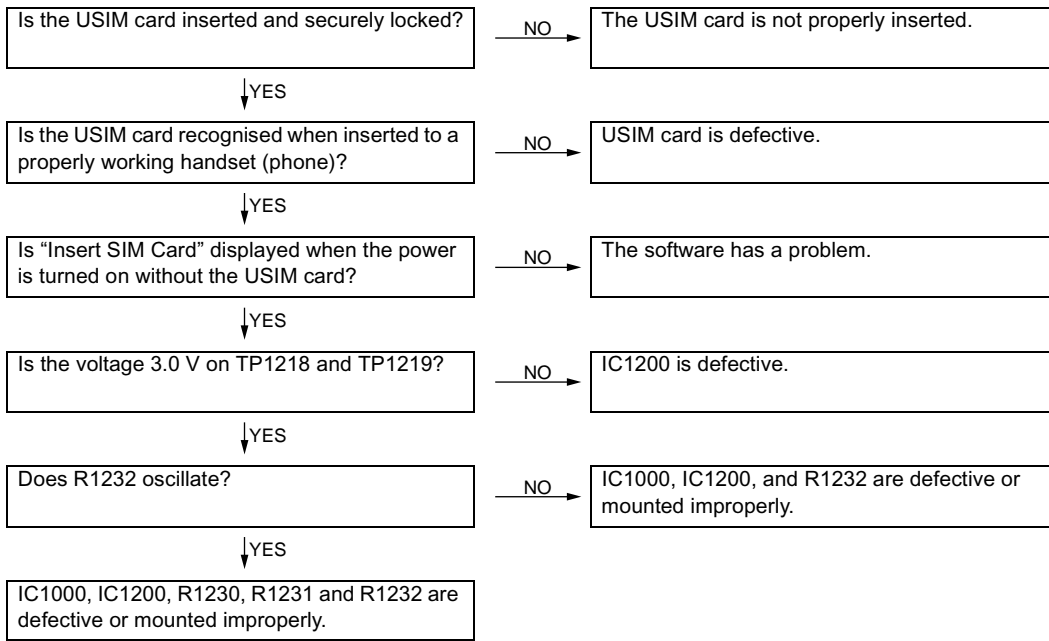 Is the USIM card inserted and securely locked?
NO
The USIM card is not properly inserted.
YES
Is the USIM card recognised when inserted to a
properly working handset (phone)?
NO
USIM card is defective.
YES
Is “Insert SIM Card” displayed when the power
is turned on without the USIM card?
NO
The software has a problem.
YES
Is the voltage 3.0 V on TP1218 and TP1219?
NO
IC1200 is defective.
YES
Does R1232 oscillate?
NO
IC1000, IC1200, and R1232 are defective or
mounted improperly.
YES
IC1000, IC1200, R1230, R1231 and R1232 are
defective or mounted improperly.